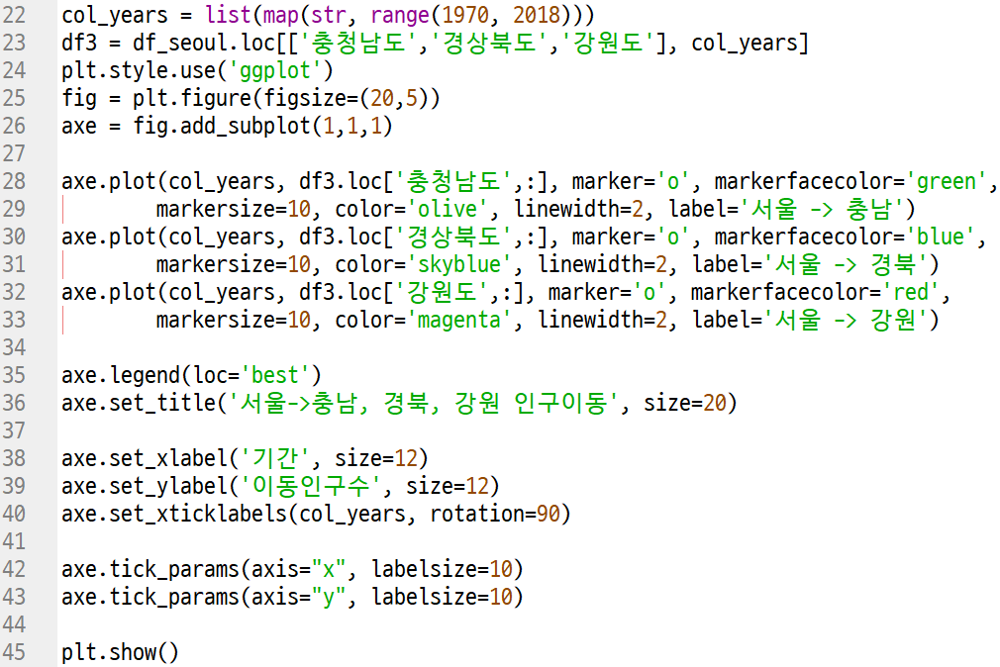 22 col_years = list(map(str, range(1970, 2018)))
23 df3 = df_seoul.loc[['충청남도','경상북도','강원도'], col_years]
24 plt.style.use('ggplot')
25 fig = plt.figure(figsize=(20,5))
26 axe = fig.add_subplot(1,1,1)
27
28 axe.plot(col_years, df3.loc['충청남도',:], marker='o', markerfacecolor='green',
29         markersize=10, color='olive', linewidth=2, label='서울 -> 충남')
30 axe.plot(col_years, df3.loc['경상북도',:], marker='o', markerfacecolor='blue',
31         markersize=10, color='skyblue', linewidth=2, label='서울 -> 경북')
32 axe.plot(col_years, df3.loc['강원도',:], marker='o', markerfacecolor='red',
33         markersize=10, color='magenta', linewidth=2, label='서울 -> 강원')
34
35 axe.legend(loc='best')
36 axe.set_title('서울->충남, 경북, 강원 인구이동', size=20)
37
38 axe.set_xlabel('기간', size=12)
39 axe.set_ylabel('이동인구수', size=12)
40 axe.set_xticklabels(col_years, rotation=90)
41
42 axe.tick_params(axis="x", labelsize=10)
43 axe.tick_params(axis="y", labelsize=10)
44
45 plt.show()